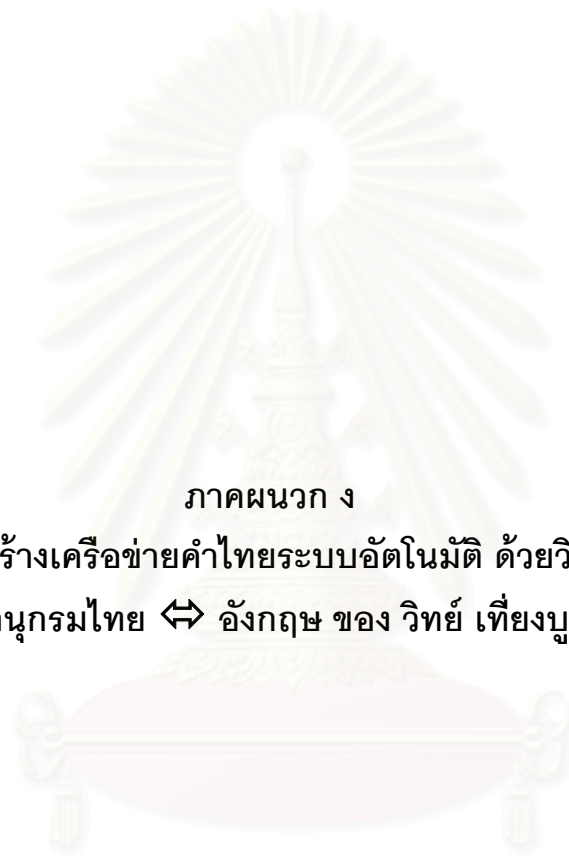 ภาคผนวก ง
ร้างเครือข่ายคำไทยระบบอัตโนมัติ ด้วยวิ
นุกรมไทย ⇔ อังกฤษ ของ วิทย์ เที่ยงบู